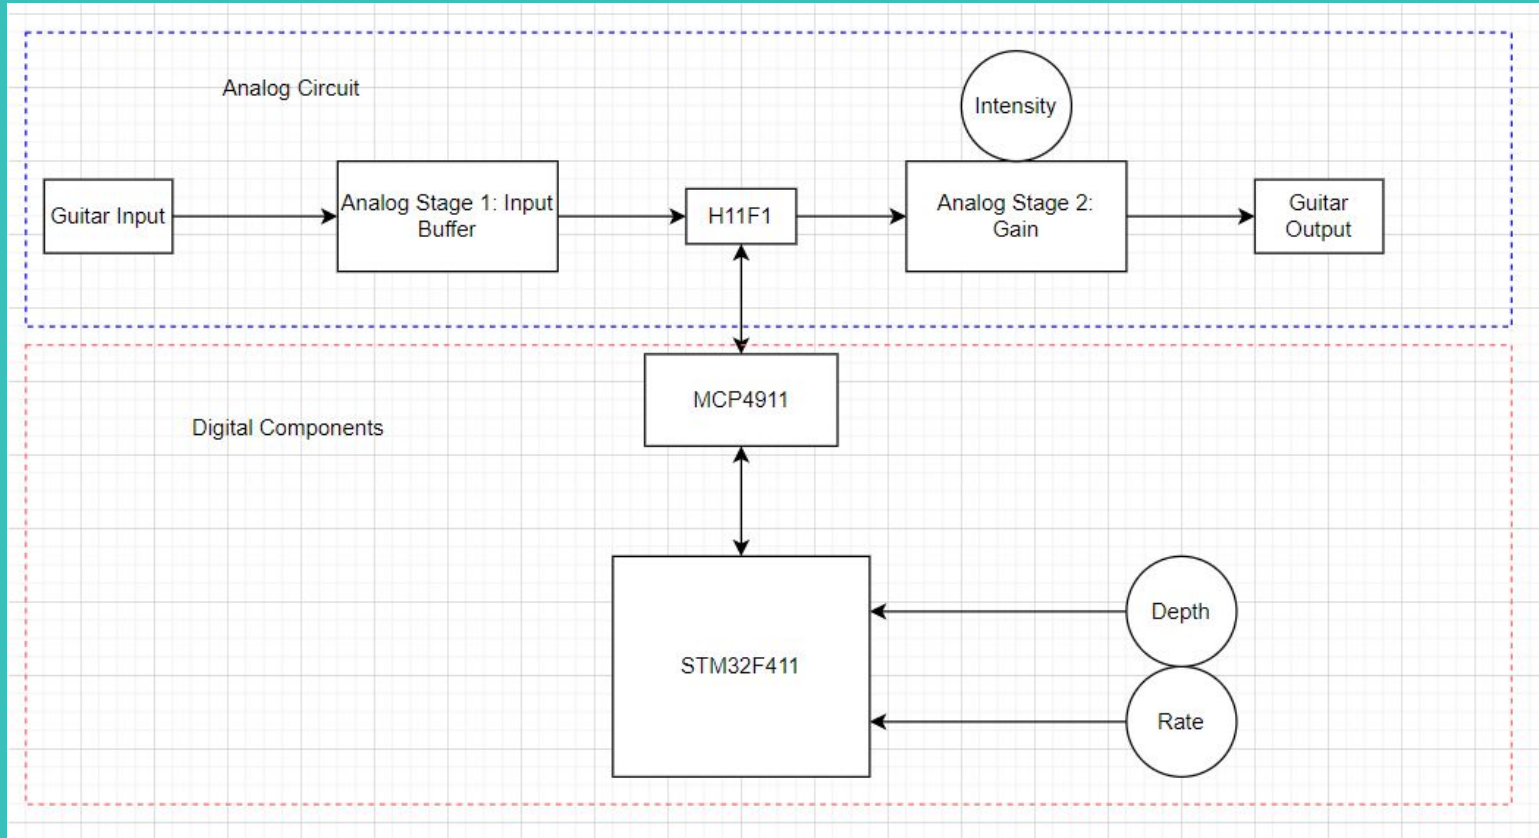 Analog Circuit
Intensity
Guitar Input
Analog Stage 1: Input
Buffer
H11F1
Analog Stage 2:
Gain
Guitar
Output
MCP4911
Digital Components
STM32F411
Depth
Rate